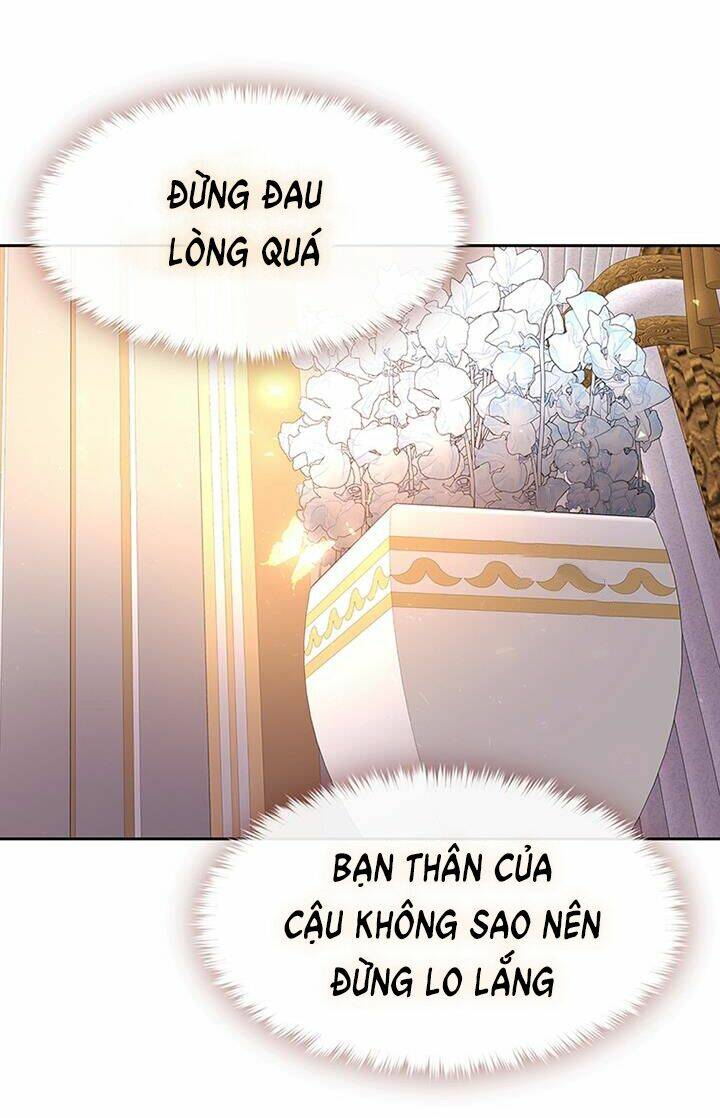 ĐỪNG ĐAU
LÒNG QUÁ
BẠN THÂN CỦA
CẬU KHÔNG SAO NÊN
ĐỪNG LO LẮNG